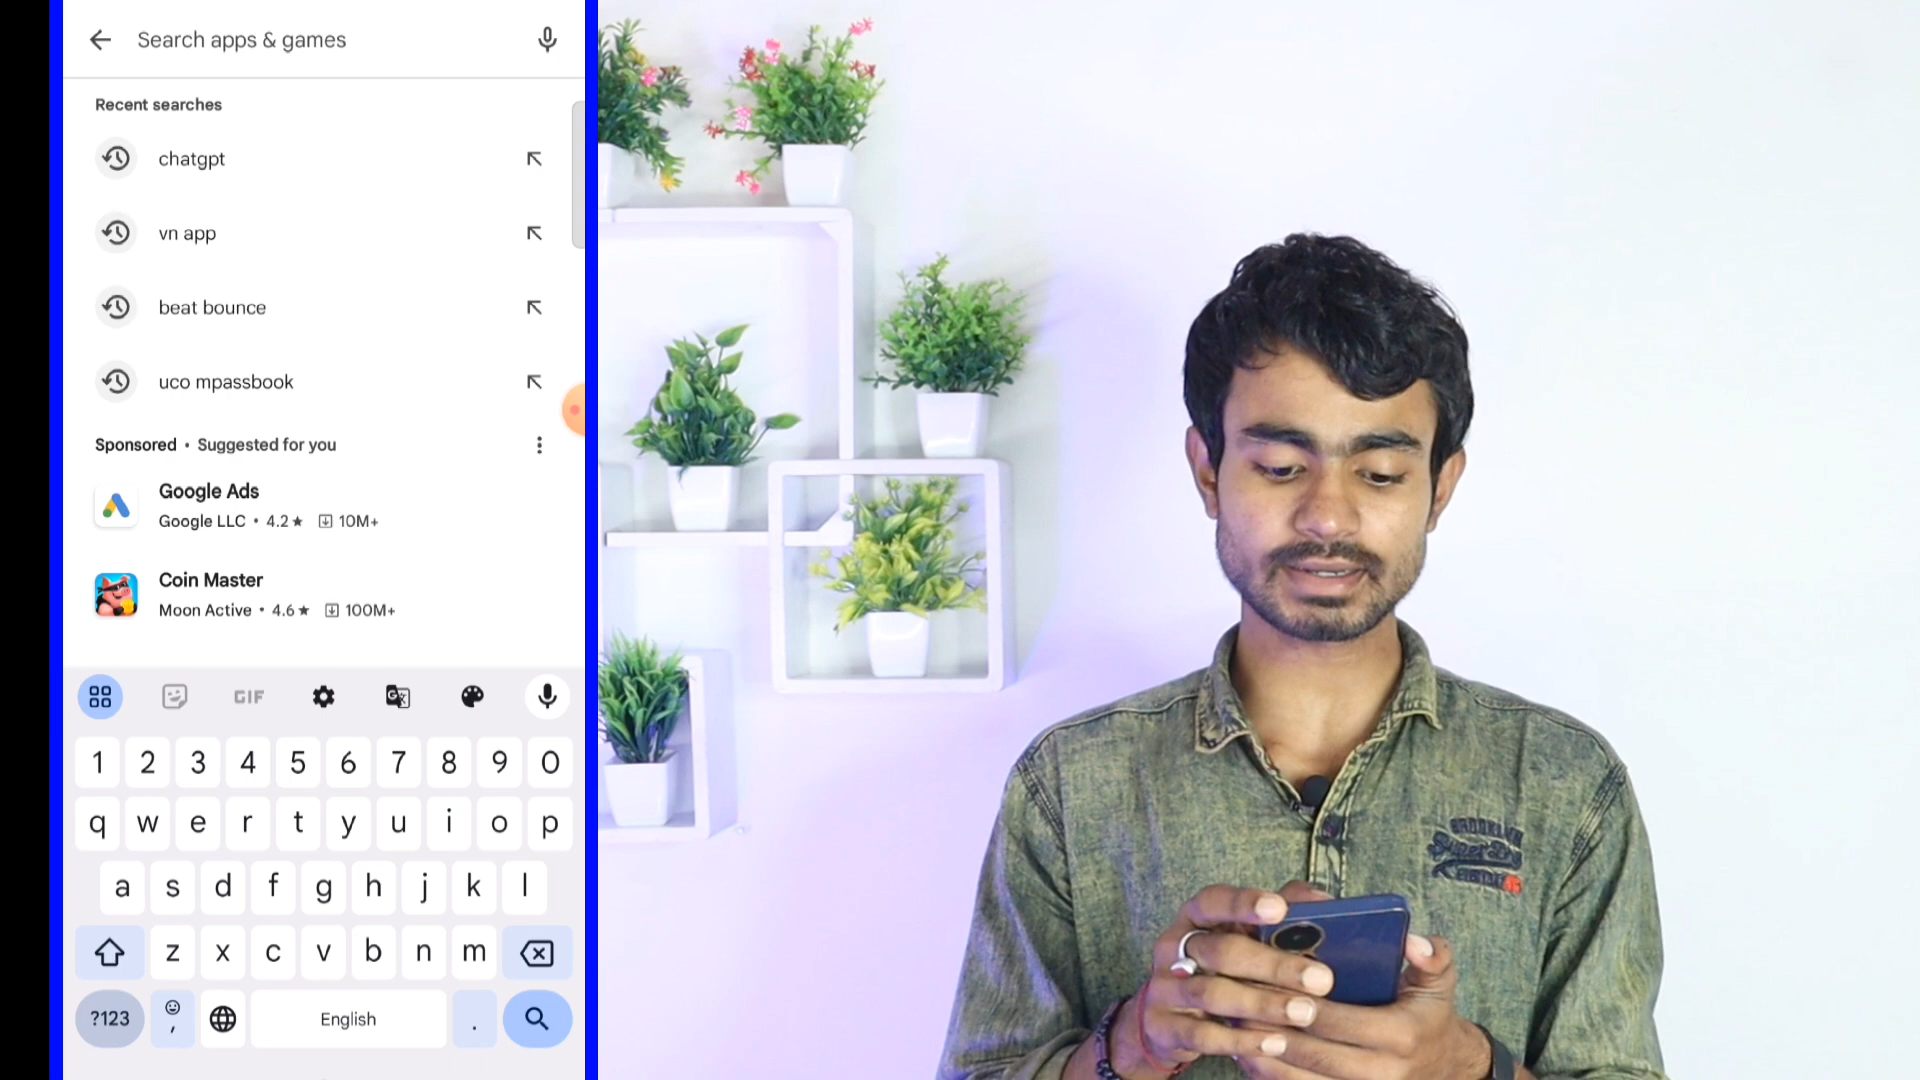 Search apps & games
Recent searches
chatgpt
vn app
beat bounce
uco mpassbook
Sponsored • Suggested for you
Google Ads
Google LLC • 4.2★ 10M+
Coin Master
Moon Active • 4.6★ 100M+
GIF
1 2 3 4 5 6 7 8 9 0
q w e r t y u i o p
a s d f g h j k l
z x c v b n m
?123 , English .